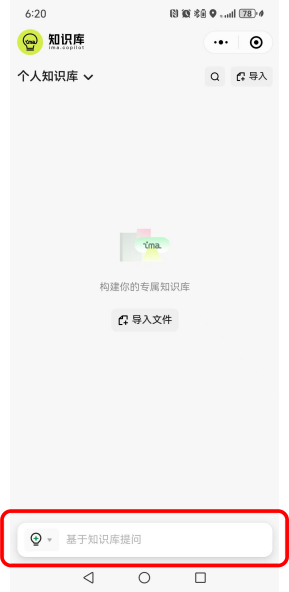 6:20
78
知识库
ima.copilot
个人知识库
导入
ima.
构建你的专属知识库
导入文件
基于知识库提问